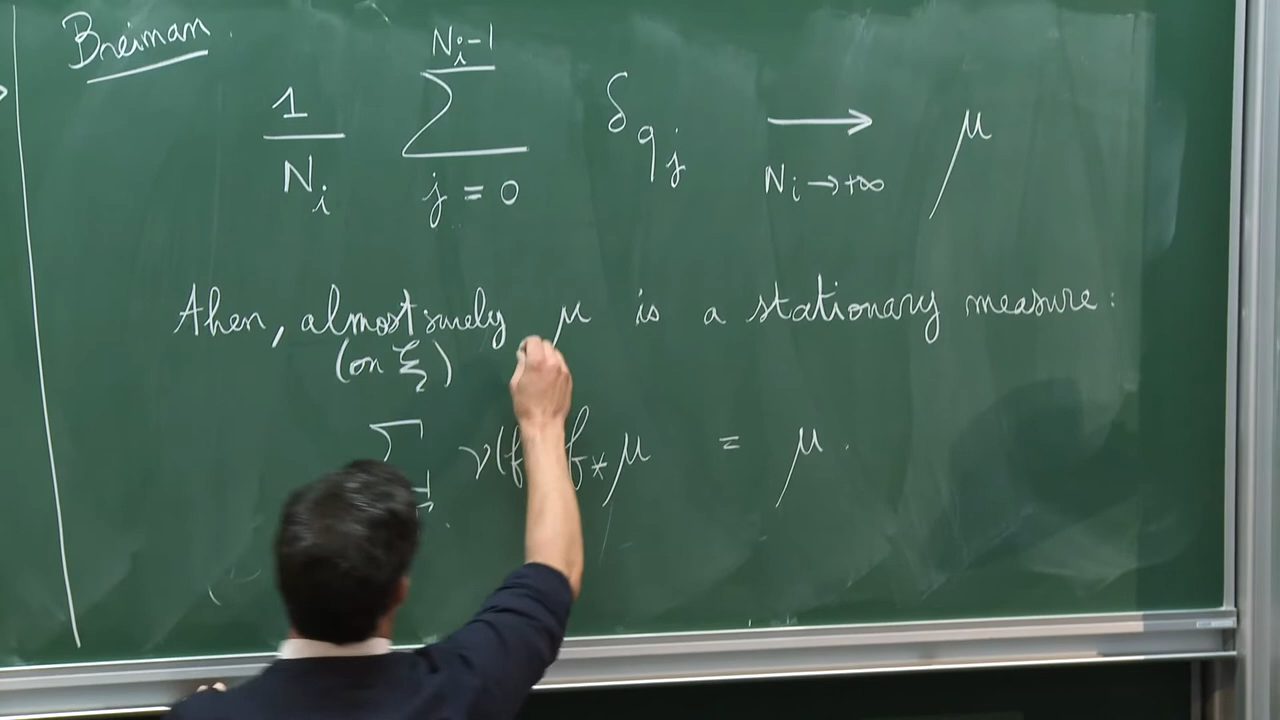 Breiman.
1/N_i ∑_{j=0}^{N_i-1} δ_{q_j} ⟶_{N_i→+∞} μ
Then, almost surely μ is a stationary measure:
(on ξ)
∑ ν(f f_* μ = μ.